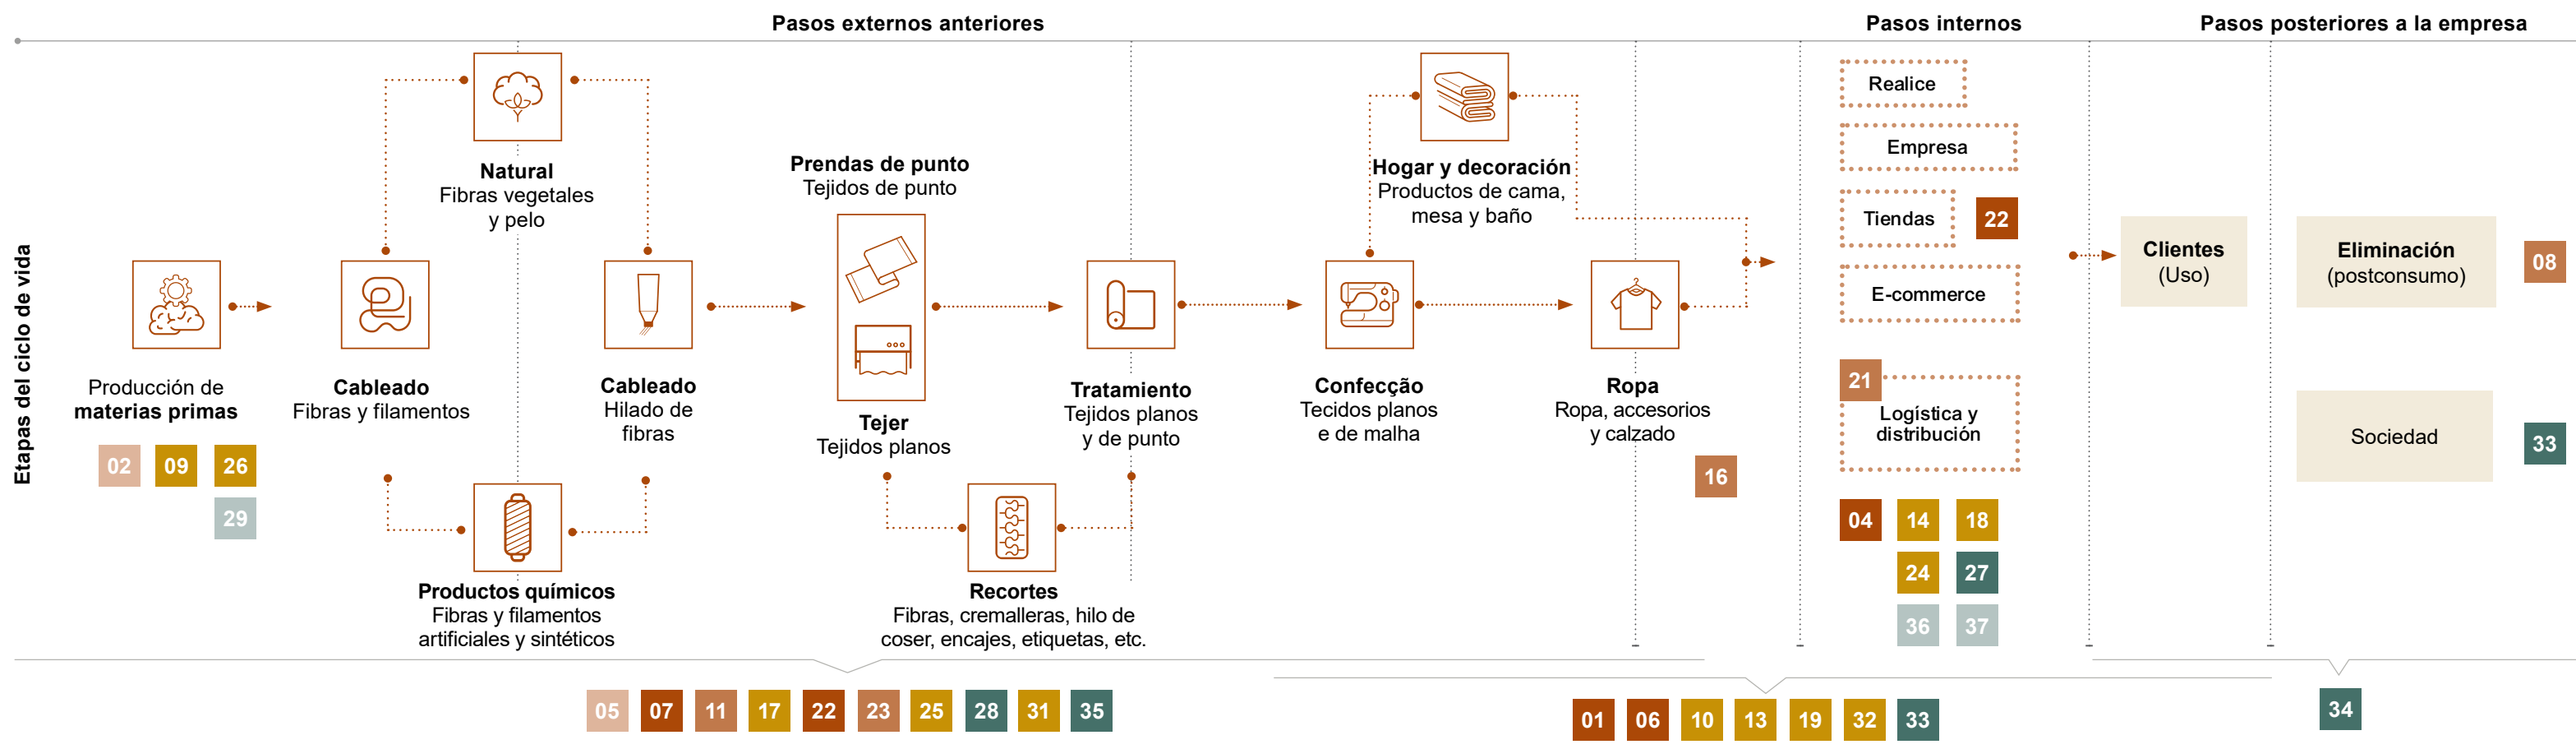 Pasos externos anteriores
Pasos internos
Pasos posteriores a la empresa
Etapas del ciclo de vida
Producción de
materias primas
02 09 26
29
Cableado
Fibras y filamentos
Natural
Fibras vegetales
y pelo
Productos químicos
Fibras y filamentos
artificiales y sintéticos
Cableado
Hilado de
fibras
Prendas de punto
Tejidos de punto
Tejer
Tejidos planos
Recortes
Fibras, cremalleras, hilo de
coser, encajes, etiquetas, etc.
Tratamiento
Tejidos planos
y de punto
Confecção
Tecidos planos
e de malha
Hogar y decoración
Productos de cama,
mesa y baño
Ropa
Ropa, accesorios
y calzado
16
Realice
Empresa
Tiendas
22
E-commerce
21
Logística y
distribución
04 14 18
24 27
36 37
Clientes
(Uso)
Eliminación
(postconsumo)
08
Sociedad
33
05 07 11 17 22 23 25 28 31 35
01 06 10 13 19 32 33
34